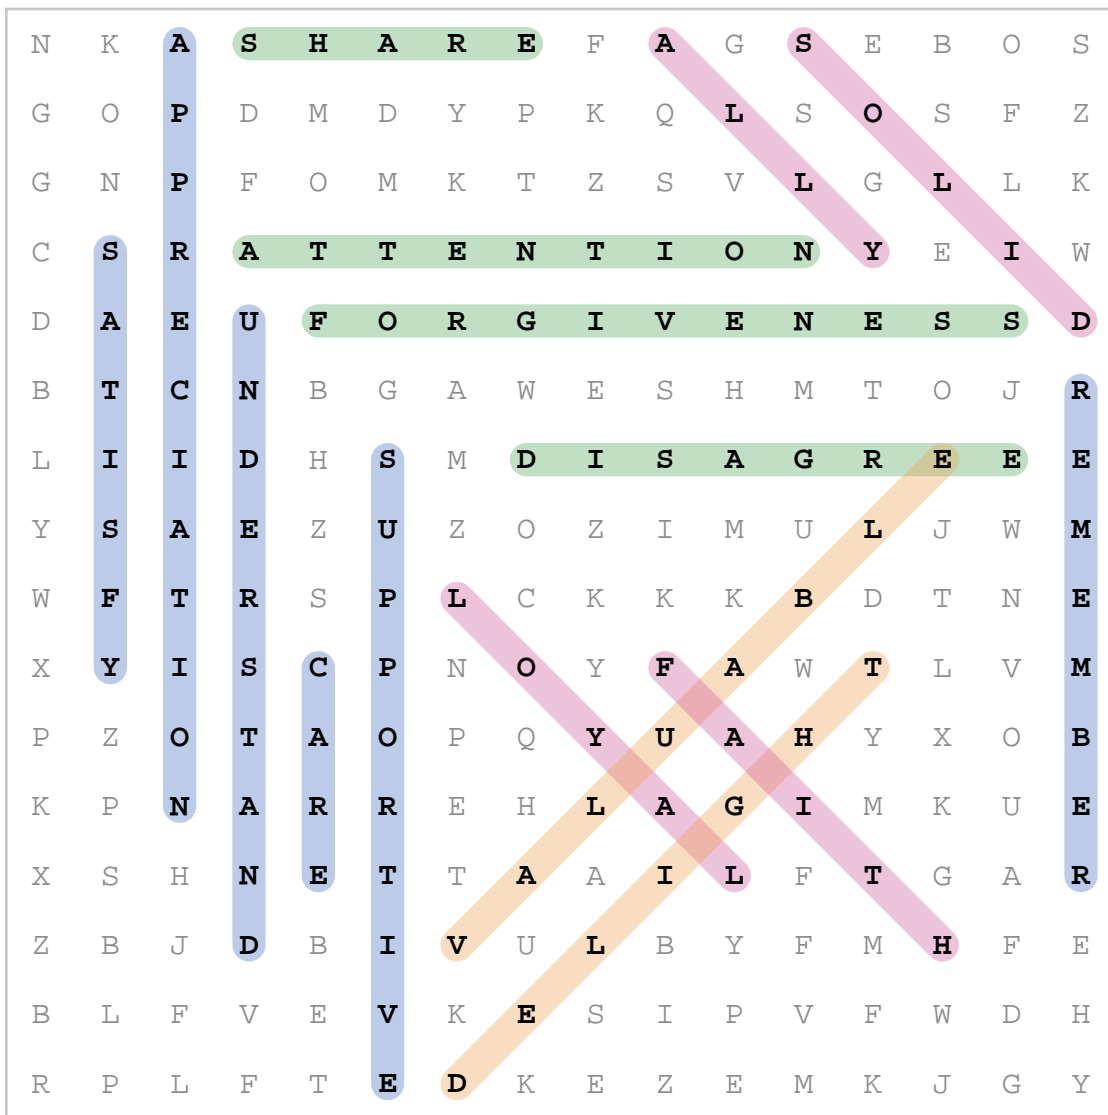 N K A S H A R E F A G S E B O S
G O P D M D Y P K Q L S O S F Z
G N P F O M K T Z S V L G L L K
C S R A T T E N T I O N Y E I W
D A E U F O R G I V E N E S S D
B T C N B G A W E S H M T O J R
L I I D H S M D I S A G R E E E
Y S A E Z U Z O Z I M U L J W M
W F T R S P L C K K K B D T N E
X Y I S C P N O Y F A W T L V M
P Z O T A O P Q Y U A H Y X O B
K P N A R R E H L A G I M K U E
X S H N E T T A A I L F T G A R
Z B J D B I V U L B Y F M H F E
B L F V E V K E S I P V F W D H
R P L F T E D K E Z E M K J G Y